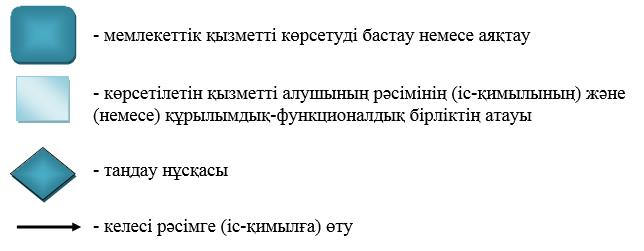 - мемлекеттік қызметті көрсетуді бастау немесе аяқтау
- көрсетілетін қызметті алушының рәсімінің (іс-қимылының) және
(немесе) құрылымдық-функционалдық бірліктің атауы
- таңдау нұсқасы
- келесі рәсімге (іс-қимылға) өту